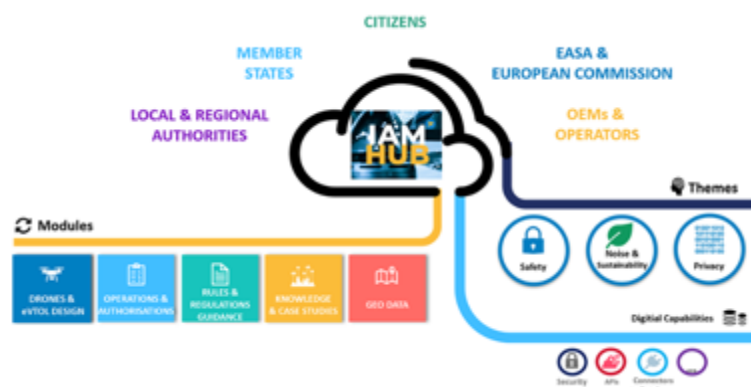 CITIZENS
MEMBER
STATES
EASA &
EUROPEAN COMMISSION
LOCAL & REGIONAL
AUTHORITIES
OEMs &
OPERATORS
IAM
HUB
Themes
Modules
Safety
Noise &
Sustainability
Privacy
DRONES &
eVTOL DESIGN
OPERATIONS &
AUTHORISATIONS
RULES &
REGULATIONS
GUIDANCE
KNOWLEDGE
& CASE STUDIES
GEO DATA
Digitial Capabilities
Security
APIs
Connectors